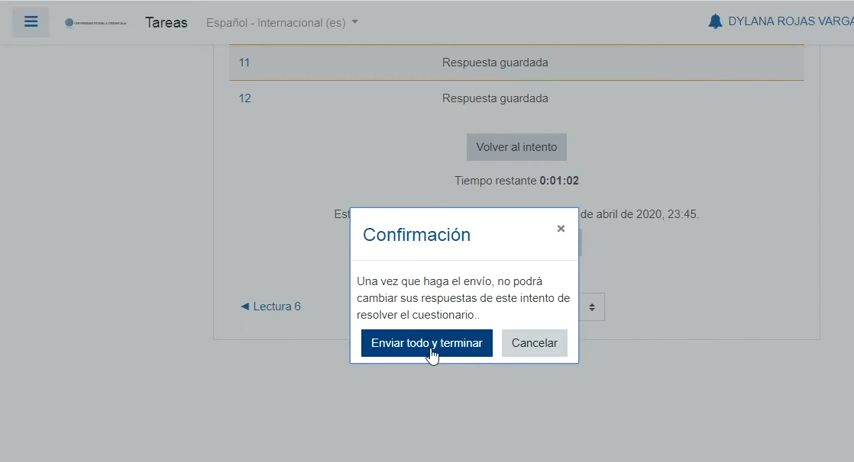 Tareas Español - Internacional (es) DYLANA ROJAS VARGA
11 Respuesta guardada
12 Respuesta guardada
Volver al intento
Tiempo restante 0:01:02
Est de abril de 2020, 23:45.
Confirmación ×
Una vez que haga el envío, no podrá
cambiar sus respuestas de este intento de
resolver el cuestionario..
Enviar todo y terminar Cancelar
◄ Lectura 6